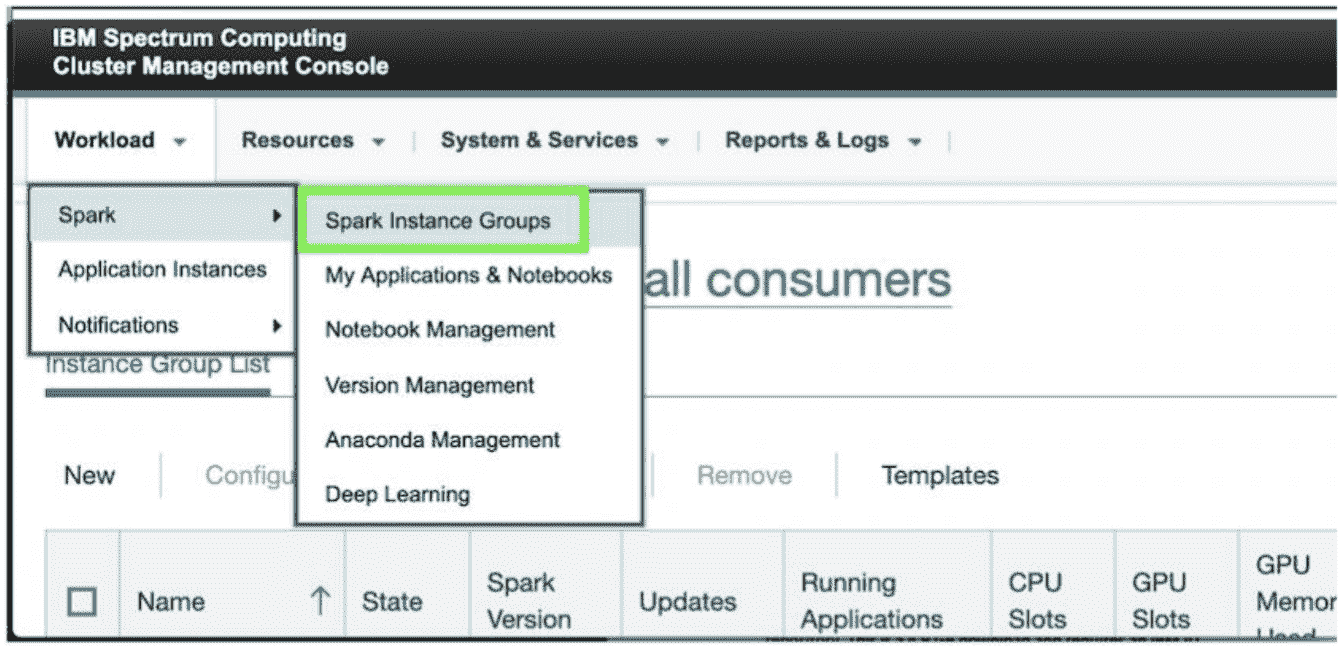 IBM Spectrum Computing
Cluster Management Console
Workload Resources System & Services Reports & Logs
Spark
Application Instances
Notifications
Spark Instance Groups
My Applications & Notebooks
Notebook Management
Version Management
Anaconda Management
Deep Learning
all consumers
Instance Group List
New Configu Remove Templates
Name State Spark Version Updates Running Applications CPU Slots GPU Slots GPU Memor Used